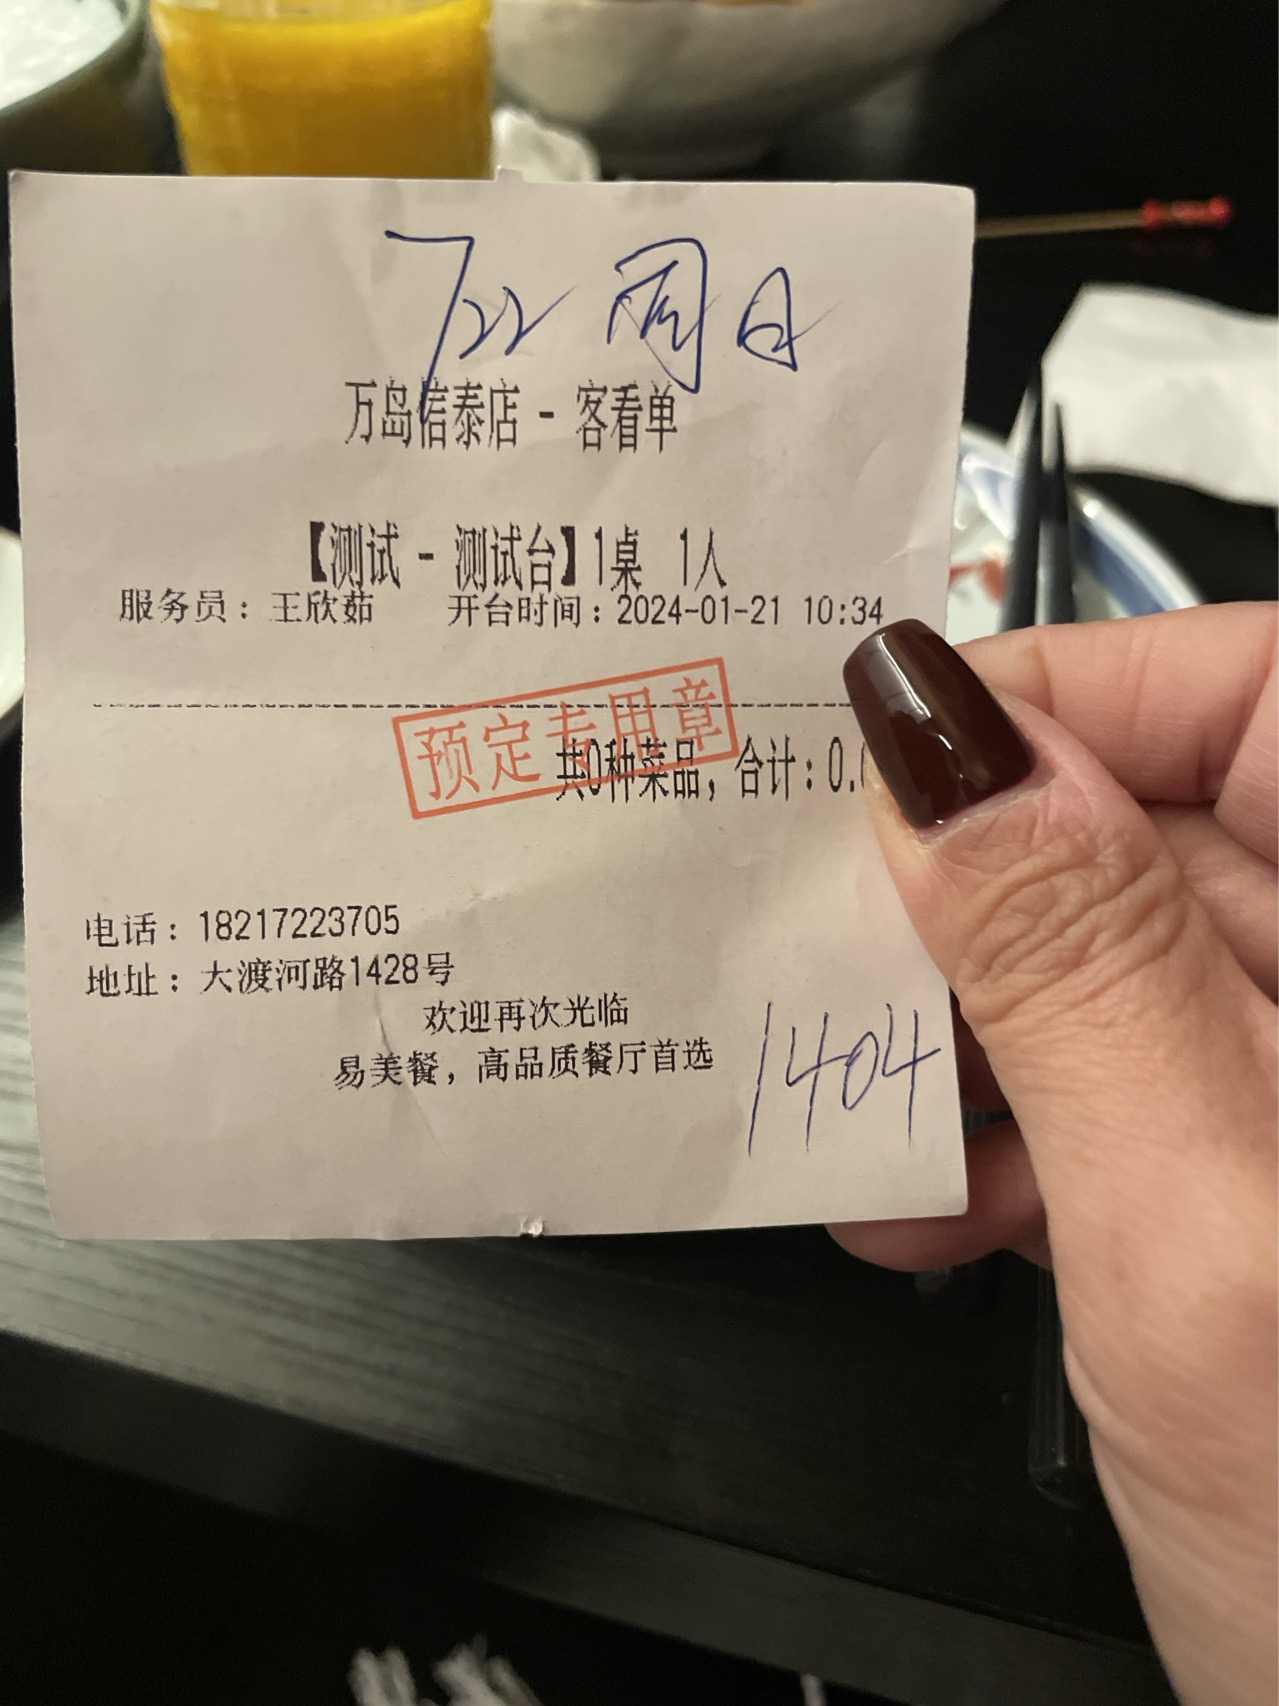 722 周日
万岛信泰店 - 客看单
【测试 - 测试台】1桌 1人
服务员：王欣茹 开台时间：2024-01-21 10:34
预定专用章
共0种菜品，合计：0.
电话：18217223705
地址：大渡河路1428号
欢迎再次光临
易美餐，高品质餐厅首选
1404